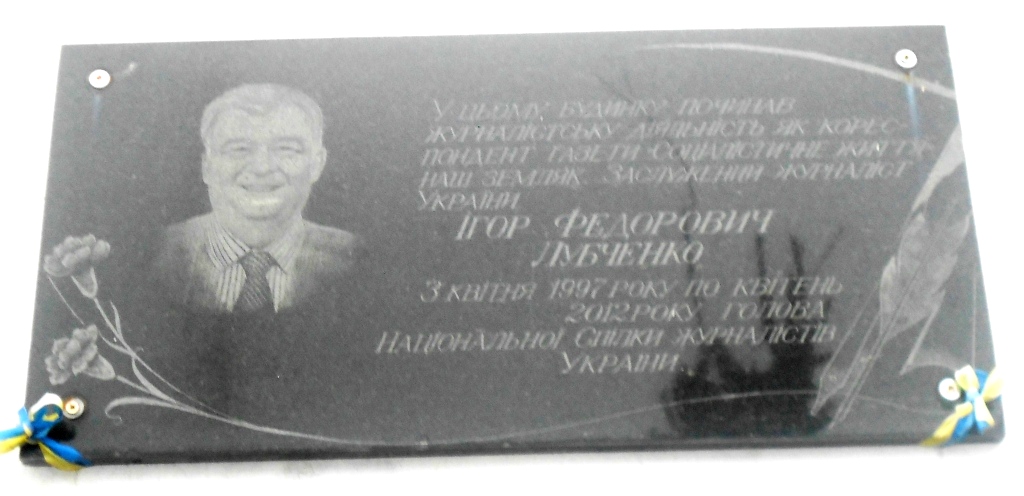 У ЦЬОМУ БУДИНКУ ПОЧИНАВ
ЖУРНАЛІСТСЬКУ ДІЯЛЬНІСТЬ ЯК КОРЕС-
ПОНДЕНТ ГАЗЕТИ "СОЦІАЛІСТИЧНЕ ЖИТТЯ"
НАШ ЗЕМЛЯК, ЗАСЛУЖЕНИЙ ЖУРНАЛІСТ
УКРАЇНИ
ІГОР ФЕДОРОВИЧ
ЛУБЧЕНКО
З КВІТНЯ 1997 РОКУ ПО КВІТЕНЬ
2012 РОКУ ГОЛОВА
НАЦІОНАЛЬНОЇ СПІЛКИ ЖУРНАЛІСТІВ
УКРАЇНИ.